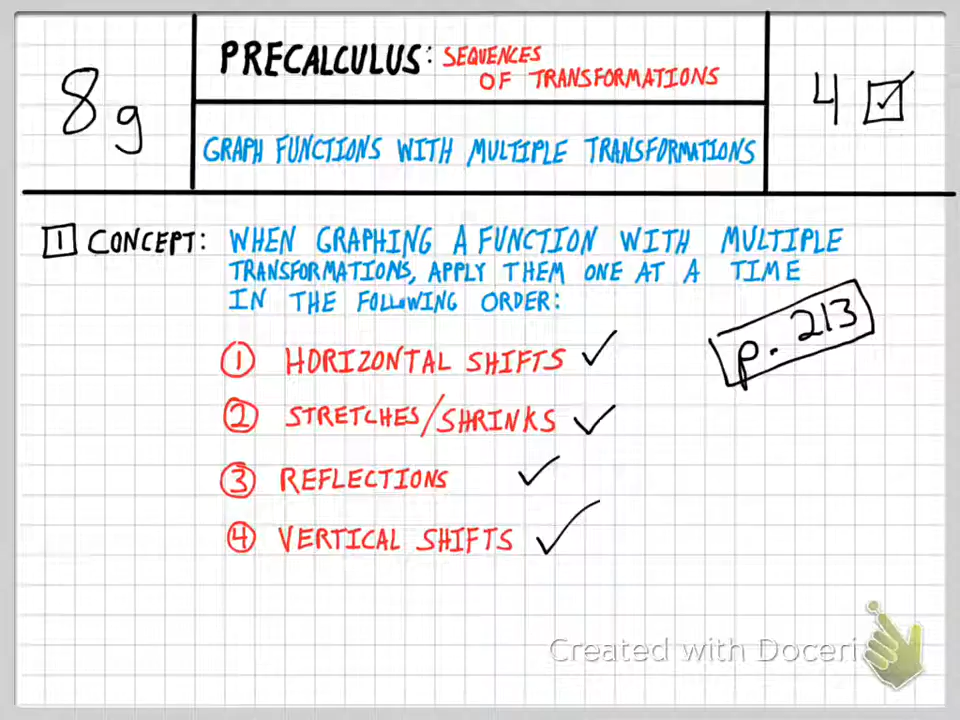 8g
PRECALCULUS: SEQUENCES
OF TRANSFORMATIONS
4
GRAPH FUNCTIONS WITH MULTIPLE TRANSFORMATIONS
1 CONCEPT: WHEN GRAPHING A FUNCTION WITH MULTIPLE
TRANSFORMATIONS, APPLY THEM ONE AT A TIME
IN THE FOLLOWING ORDER:
p. 213
1 HORIZONTAL SHIFTS
2 STRETCHES/SHRINKS
3 REFLECTIONS
4 VERTICAL SHIFTS
Created with Doceri